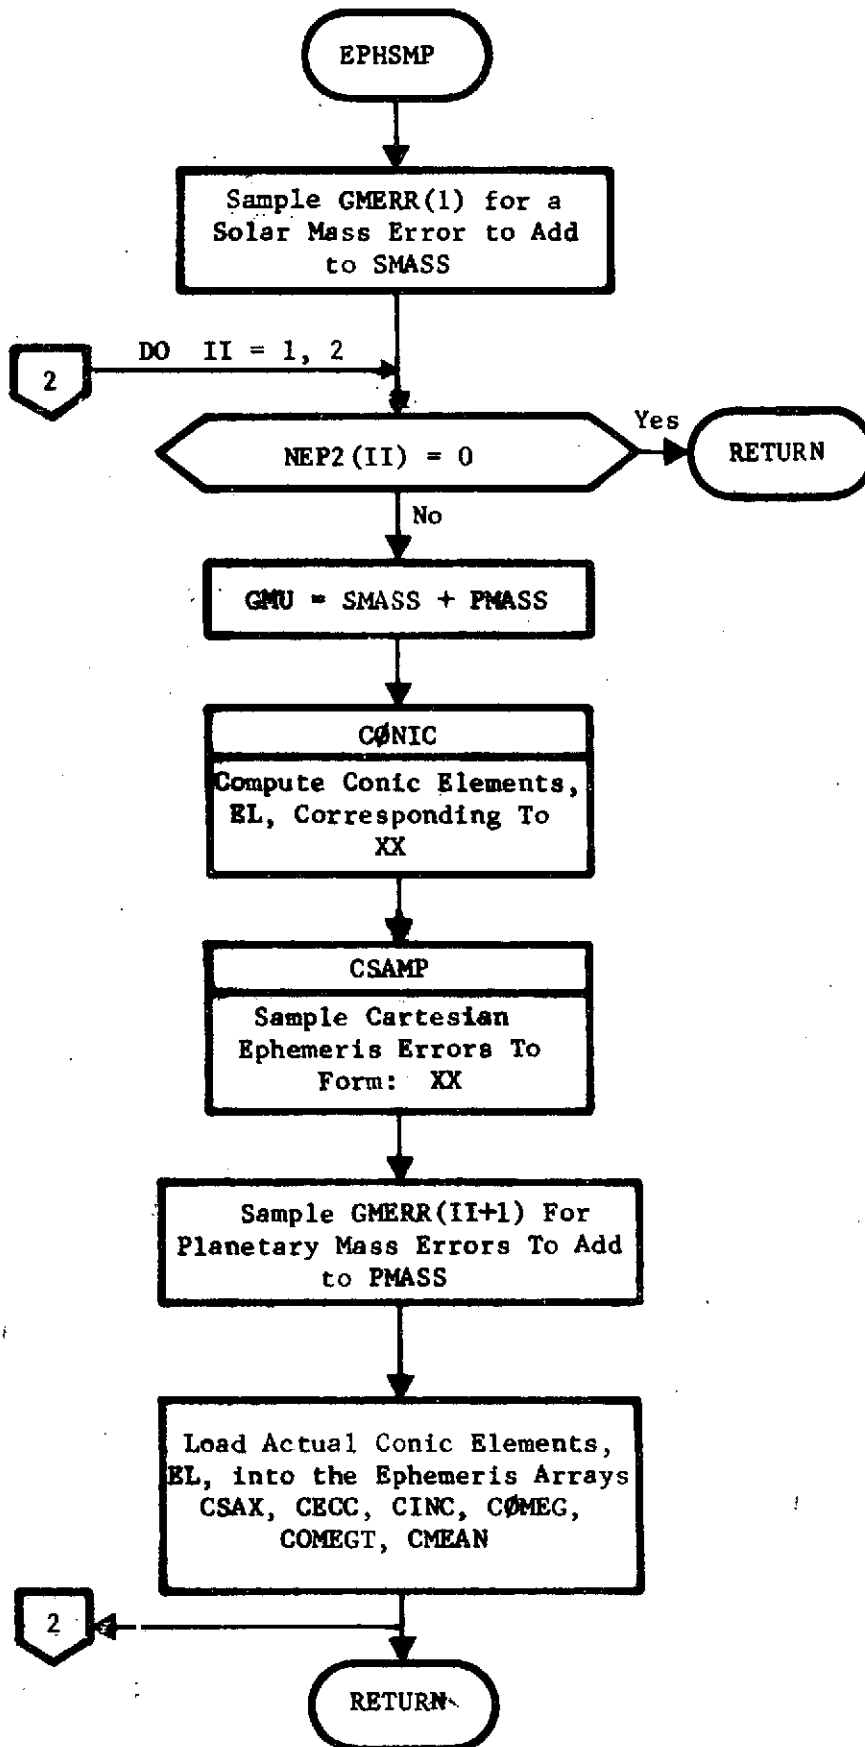 EPHSMP
Sample GMERR(1) for a
Solar Mass Error to Add
to SMASS
DO II = 1, 2
2
Yes
NEP2(II) = 0
RETURN
No
GMU = SMASS + PMASS
CØNIC
Compute Conic Elements,
EL, Corresponding To
XX
CSAMP
Sample Cartesian
Ephemeris Errors To
Form: XX
Sample GMERR(II+1) For
Planetary Mass Errors To Add
to PMASS
Load Actual Conic Elements,
EL, into the Ephemeris Arrays
CSAX, CECC, CINC, CØMEG,
COMEGT, CMEAN
2
RETURN